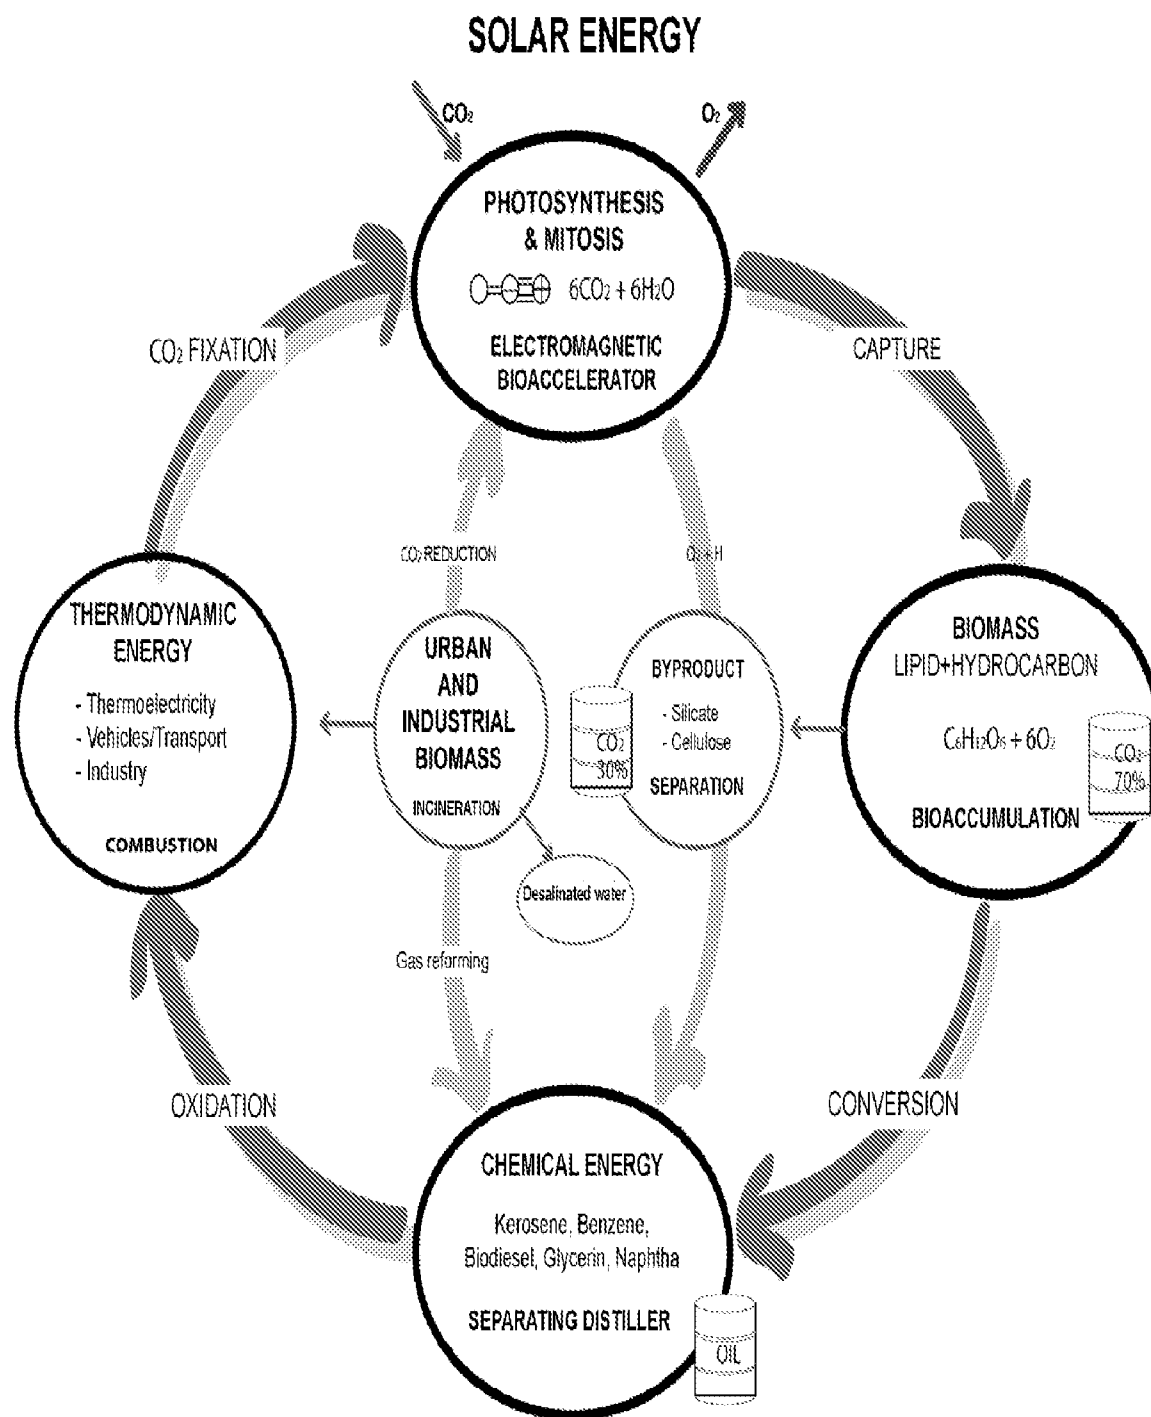 SOLAR ENERGY
CO₂
O₂
PHOTOSYNTHESIS
& MITOSIS
6CO₂ + 6H₂O
ELECTROMAGNETIC
BIOACCELERATOR
CO₂ FIXATION
CAPTURE
CO₂ REDUCTION
O₂ + H
THERMODYNAMIC
ENERGY
- Thermoelectricity
- Vehicles/Transport
- Industry
COMBUSTION
URBAN
AND
INDUSTRIAL
BIOMASS
INCINERATION
BYPRODUCT
- Silicate
- Cellulose
SEPARATION
CO₂
30%
BIOMASS
LIPID+HYDROCARBON
C₆H₁₂O₆ + 6O₂
BIOACCUMULATION
CO₂
70%
Desalinated water
Gas reforming
OXIDATION
CONVERSION
CHEMICAL ENERGY
Kerosene, Benzene,
Biodiesel, Glycerin, Naphtha
SEPARATING DISTILLER
OIL